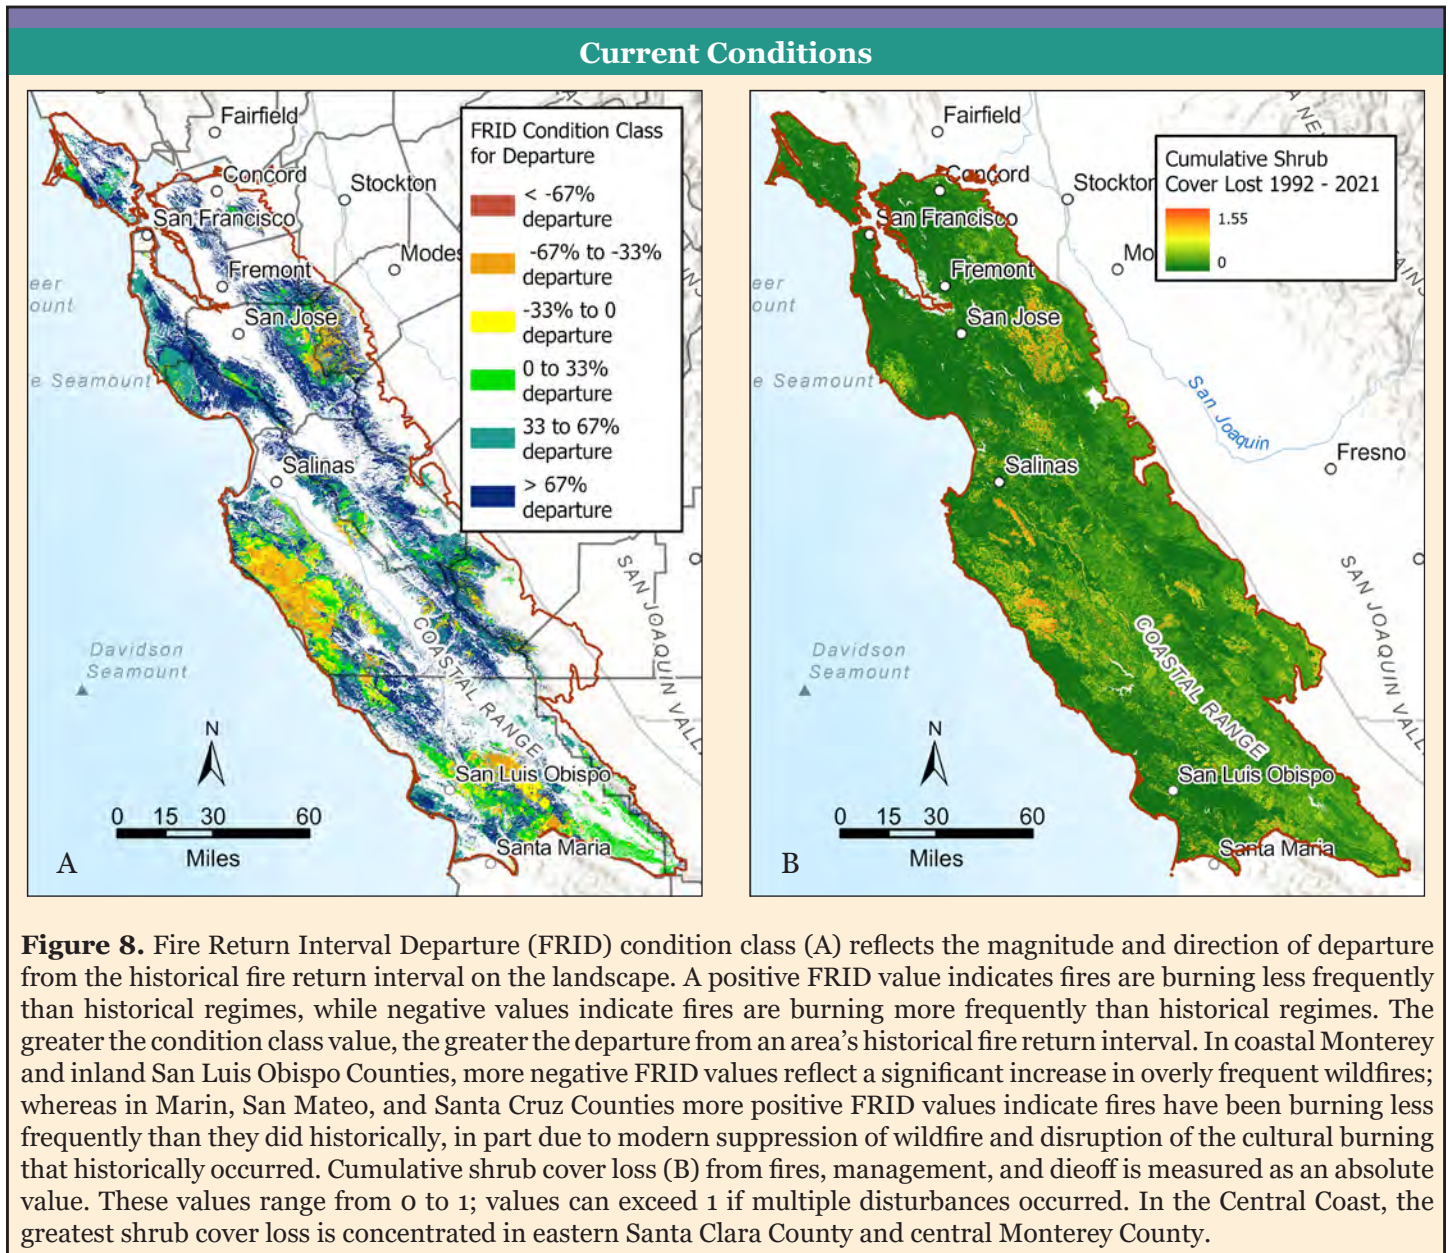 Current Conditions
Fairfield
Concord
Stockton
San Francisco
Modes
Fremont
San Jose
eer
ount
e Seamount
Salinas
Davidson
Seamount
COASTAL RANGE
SAN JOAQUIN VALL
San Luis Obispo
Santa Maria
N
0 15 30 60
Miles
A
FRID Condition Class
for Departure
< -67%
departure
-67% to -33%
departure
-33% to 0
departure
0 to 33%
departure
33 to 67%
departure
> 67%
departure
Fairfield
Concord
Stocktor
San Francisco
Mo
Fremont
San Jose
eer
ount
e Seamount
San Joaquin
Fresno
Salinas
Davidson
Seamount
COASTAL RANGE
SAN JOAQUIN VALL
San Luis Obispo
Santa Maria
N
0 15 30 60
Miles
B
Cumulative Shrub
Cover Lost 1992 - 2021
1.55
0
Figure 8. Fire Return Interval Departure (FRID) condition class (A) reflects the magnitude and direction of departure
from the historical fire return interval on the landscape. A positive FRID value indicates fires are burning less frequently
than historical regimes, while negative values indicate fires are burning more frequently than historical regimes. The
greater the condition class value, the greater the departure from an area's historical fire return interval. In coastal Monterey
and inland San Luis Obispo Counties, more negative FRID values reflect a significant increase in overly frequent wildfires;
whereas in Marin, San Mateo, and Santa Cruz Counties more positive FRID values indicate fires have been burning less
frequently than they did historically, in part due to modern suppression of wildfire and disruption of the cultural burning
that historically occurred. Cumulative shrub cover loss (B) from fires, management, and dieoff is measured as an absolute
value. These values range from 0 to 1; values can exceed 1 if multiple disturbances occurred. In the Central Coast, the
greatest shrub cover loss is concentrated in eastern Santa Clara County and central Monterey County.